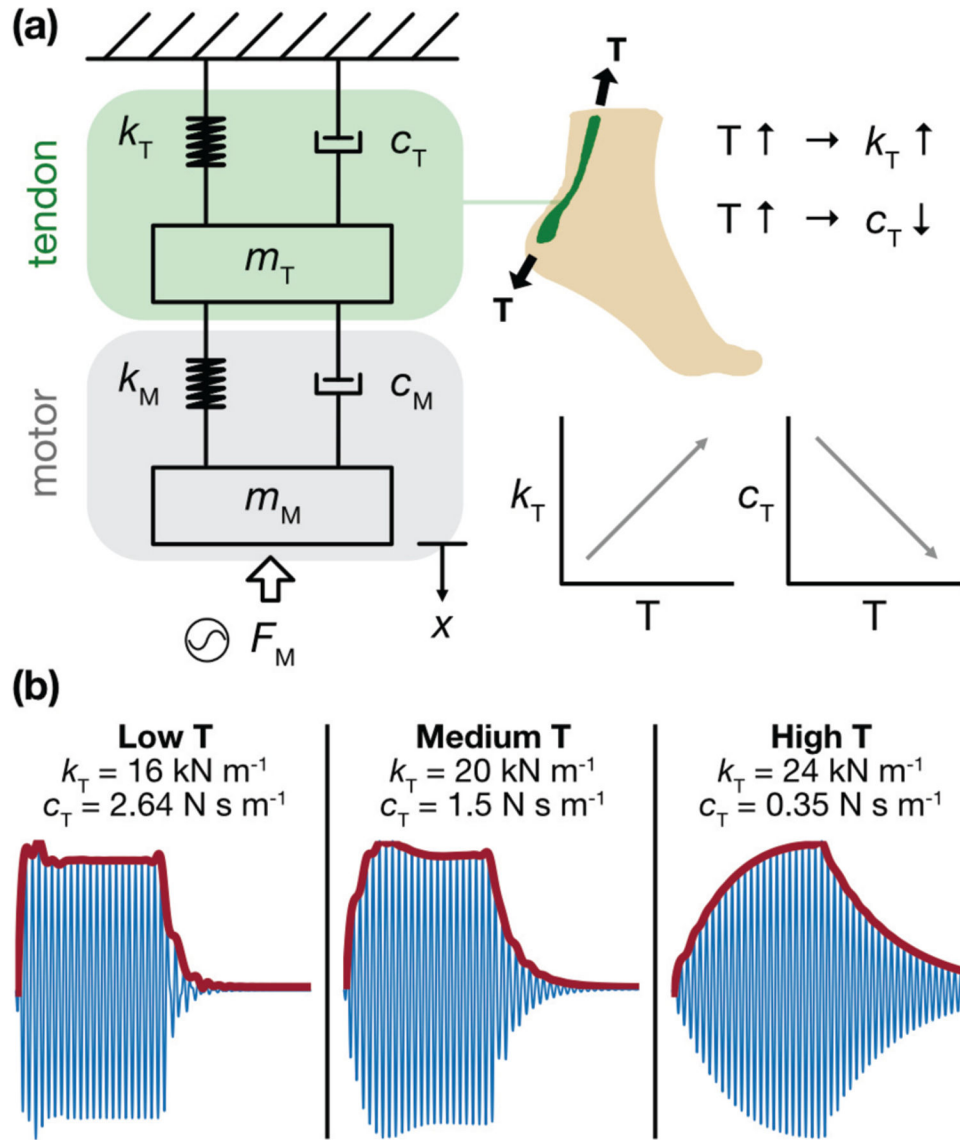 (a)
tendon
k_T
c_T
m_T
motor
k_M
c_M
m_M
F_M
x
T
T
T ↑ → k_T ↑
T ↑ → c_T ↓
k_T
T
c_T
T
(b)
Low T
k_T = 16 kN m⁻¹
c_T = 2.64 N s m⁻¹
Medium T
k_T = 20 kN m⁻¹
c_T = 1.5 N s m⁻¹
High T
k_T = 24 kN m⁻¹
c_T = 0.35 N s m⁻¹